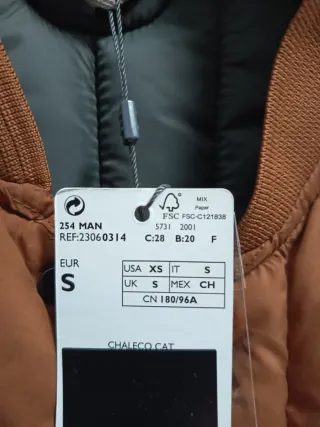 MIX
Paper
FSC FSC-C121838
254 MAN 5731 2001
REF:23060314 C:28 B:20 F
EUR
S
USA XS IT S
UK S MEX CH
CN 180/96A
CHALECO CAT